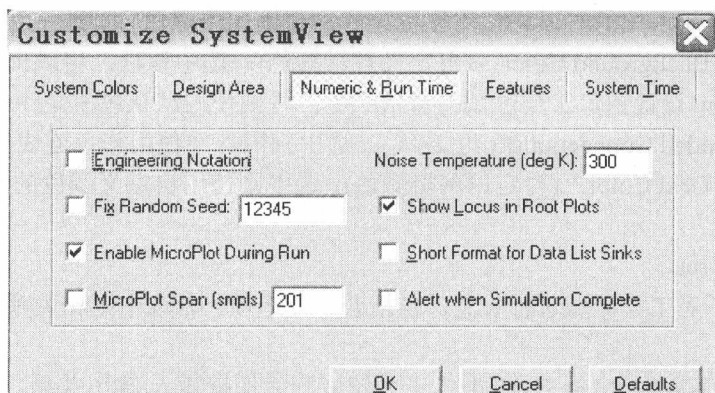 Customize SystemView
System Colors Design Area Numeric & Run Time Features System Time
Engineering Notation Noise Temperature (deg K): 300
Fix Random Seed: 12345 Show Locus in Root Plots
Enable MicroPlot During Run Short Format for Data List Sinks
MicroPlot Span (smpls) 201 Alert when Simulation Complete
OK Cancel Defaults